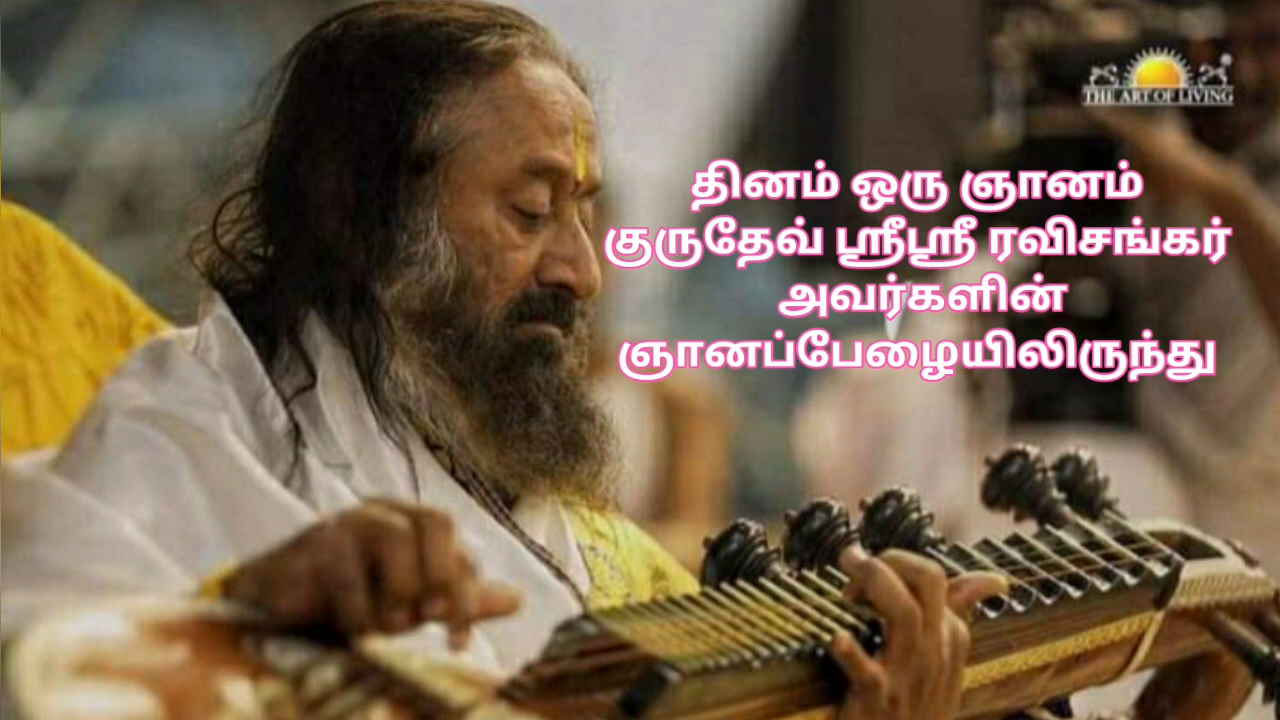 THE ART OF LIVING
தினம் ஒரு ஞானம்
குருதேவ் ஸ்ரீஸ்ரீ ரவிசங்கர்
அவர்களின்
ஞானப்பேழையிலிருந்து